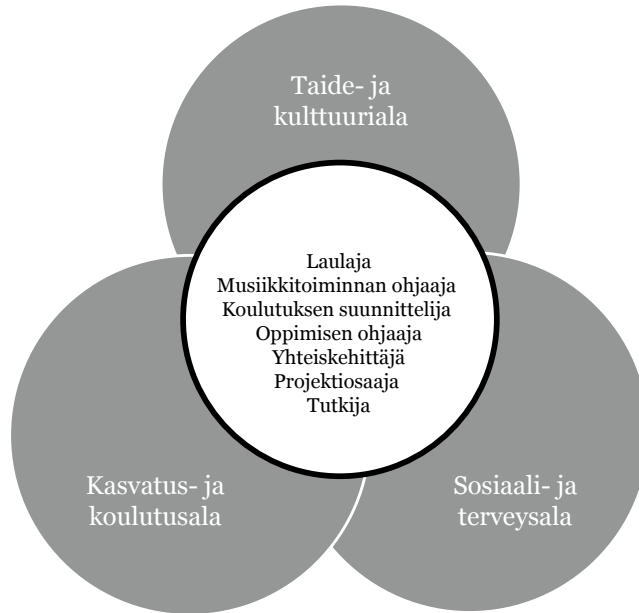 Taide- ja
kulttuuriala
Laulaja
Musiikkitoiminnan ohjaaja
Koulutuksen suunnittelija
Oppimisen ohjaaja
Yhteiskehittäjä
Projektiosaaja
Tutkija
Kasvatus- ja
koulutusala
Sosiaali- ja
terveysala